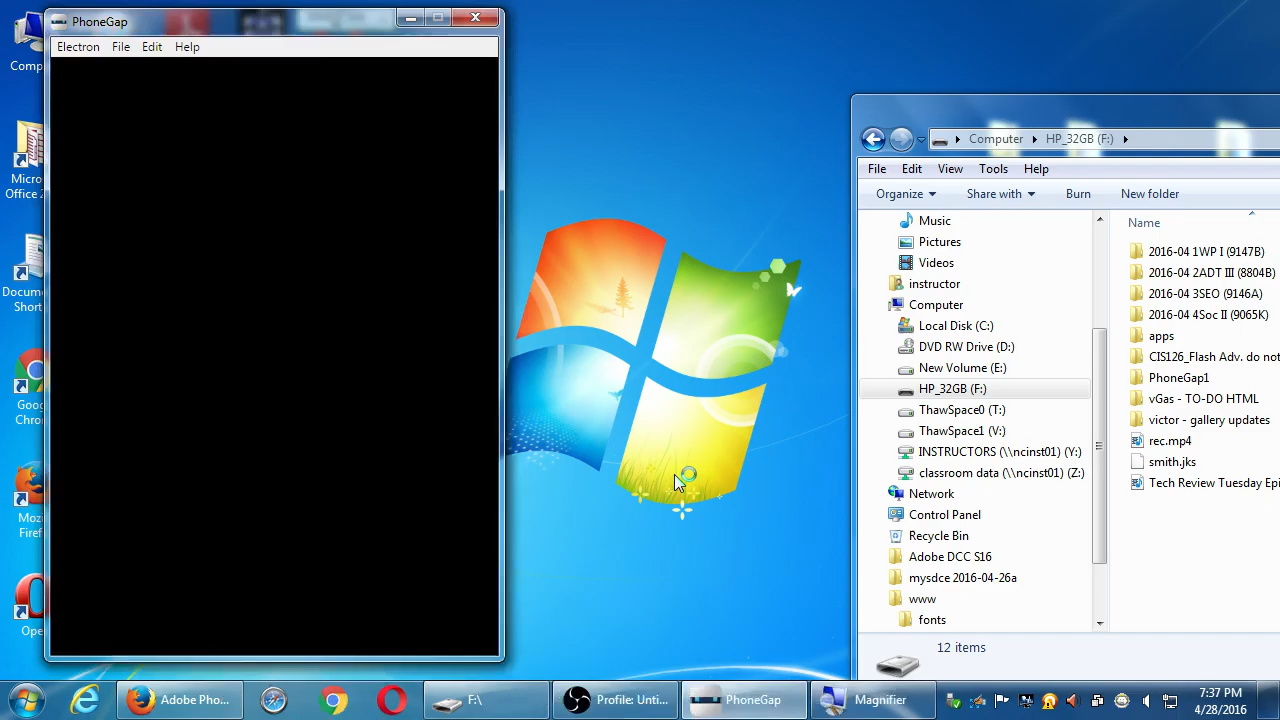 PhoneGap
Electron File Edit Help
Comp
Micro
Office 2
Docum
Short
Goog
Chro
Mozi
Firef
Ope
Computer HP_32GB (F:)
File Edit View Tools Help
Organize Share with Burn New folder
Music
Pictures
Videos
instructor
Computer
Local Disk (C:)
DVD RW Drive (D:)
New Volume (E:)
HP_32GB (F:)
ThawSpace0 (T:)
ThawSpace1 (V:)
INSTRUCTORS (\\ncinst01) (Y:)
classroom data (\\ncinst01) (Z:)
Network
Control Panel
Recycle Bin
Adobe DCC S16
mysdce 2016-04-26a
www
fonts
Name
2016-04 1WP I (9147B)
2016-04 2ADT III (8804B)
2016-04 3SEO (9146A)
2016-04 4Soc II (9065K)
apps
CIS126_Flash Adv. do not
PhoneGap1
vGas - TO-DO HTML
victor - gallery updates
rec.mp4
smith.jks
Tech Review Tuesday Epi
12 items
Adobe Pho...
F:\
Profile: Unti...
PhoneGap
Magnifier
7:37 PM
4/28/2016